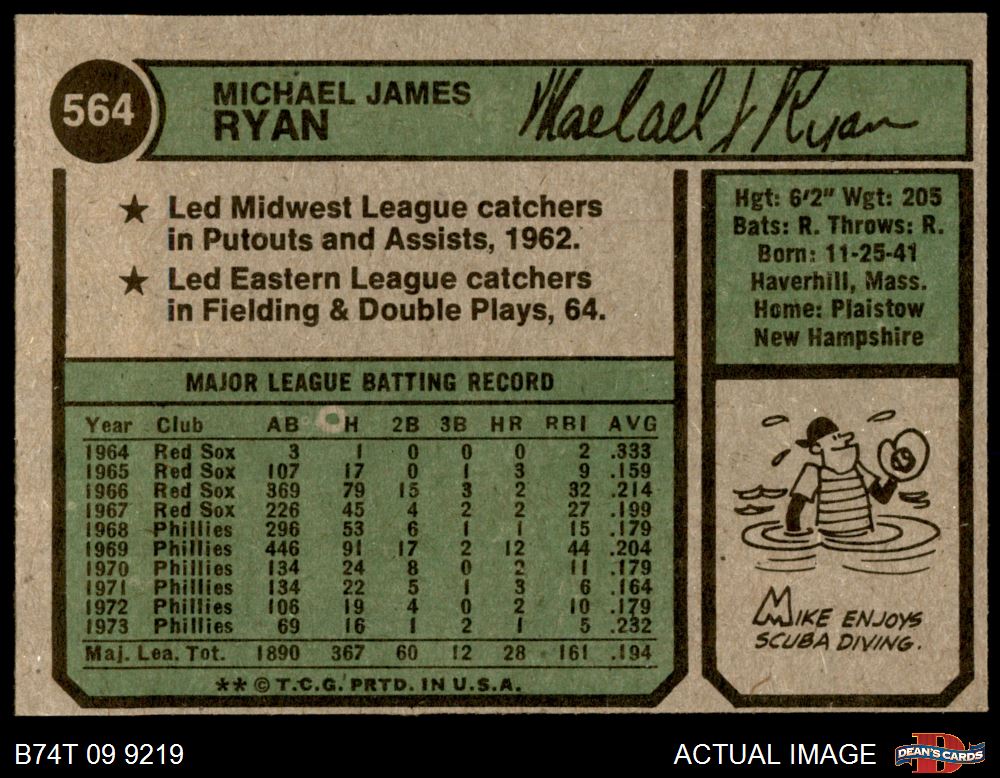 564
MICHAEL JAMES
RYAN
Michael J Ryan
★ Led Midwest League catchers
in Putouts and Assists, 1962.
★ Led Eastern League catchers
in Fielding & Double Plays, 64.
Hgt: 6'2" Wgt: 205
Bats: R. Throws: R.
Born: 11-25-41
Haverhill, Mass.
Home: Plaistow
New Hampshire
MAJOR LEAGUE BATTING RECORD
Year Club AB H 2B 3B HR RBI AVG
1964 Red Sox 3 1 0 0 0 2 .333
1965 Red Sox 107 17 0 1 3 9 .159
1966 Red Sox 369 79 15 3 2 32 .214
1967 Red Sox 226 45 4 2 2 27 .199
1968 Phillies 296 53 6 1 1 15 .179
1969 Phillies 446 91 17 2 12 44 .204
1970 Phillies 134 24 8 0 2 11 .179
1971 Phillies 134 22 5 1 3 6 .164
1972 Phillies 106 19 4 0 2 10 .179
1973 Phillies 69 16 1 2 1 5 .232
Maj. Lea. Tot. 1890 367 60 12 28 161 .194
** © T.C.G. PRTD. IN U.S.A.
MIKE ENJOYS
SCUBA DIVING.
B74T 09 9219
ACTUAL IMAGE
DEAN'S CARDS